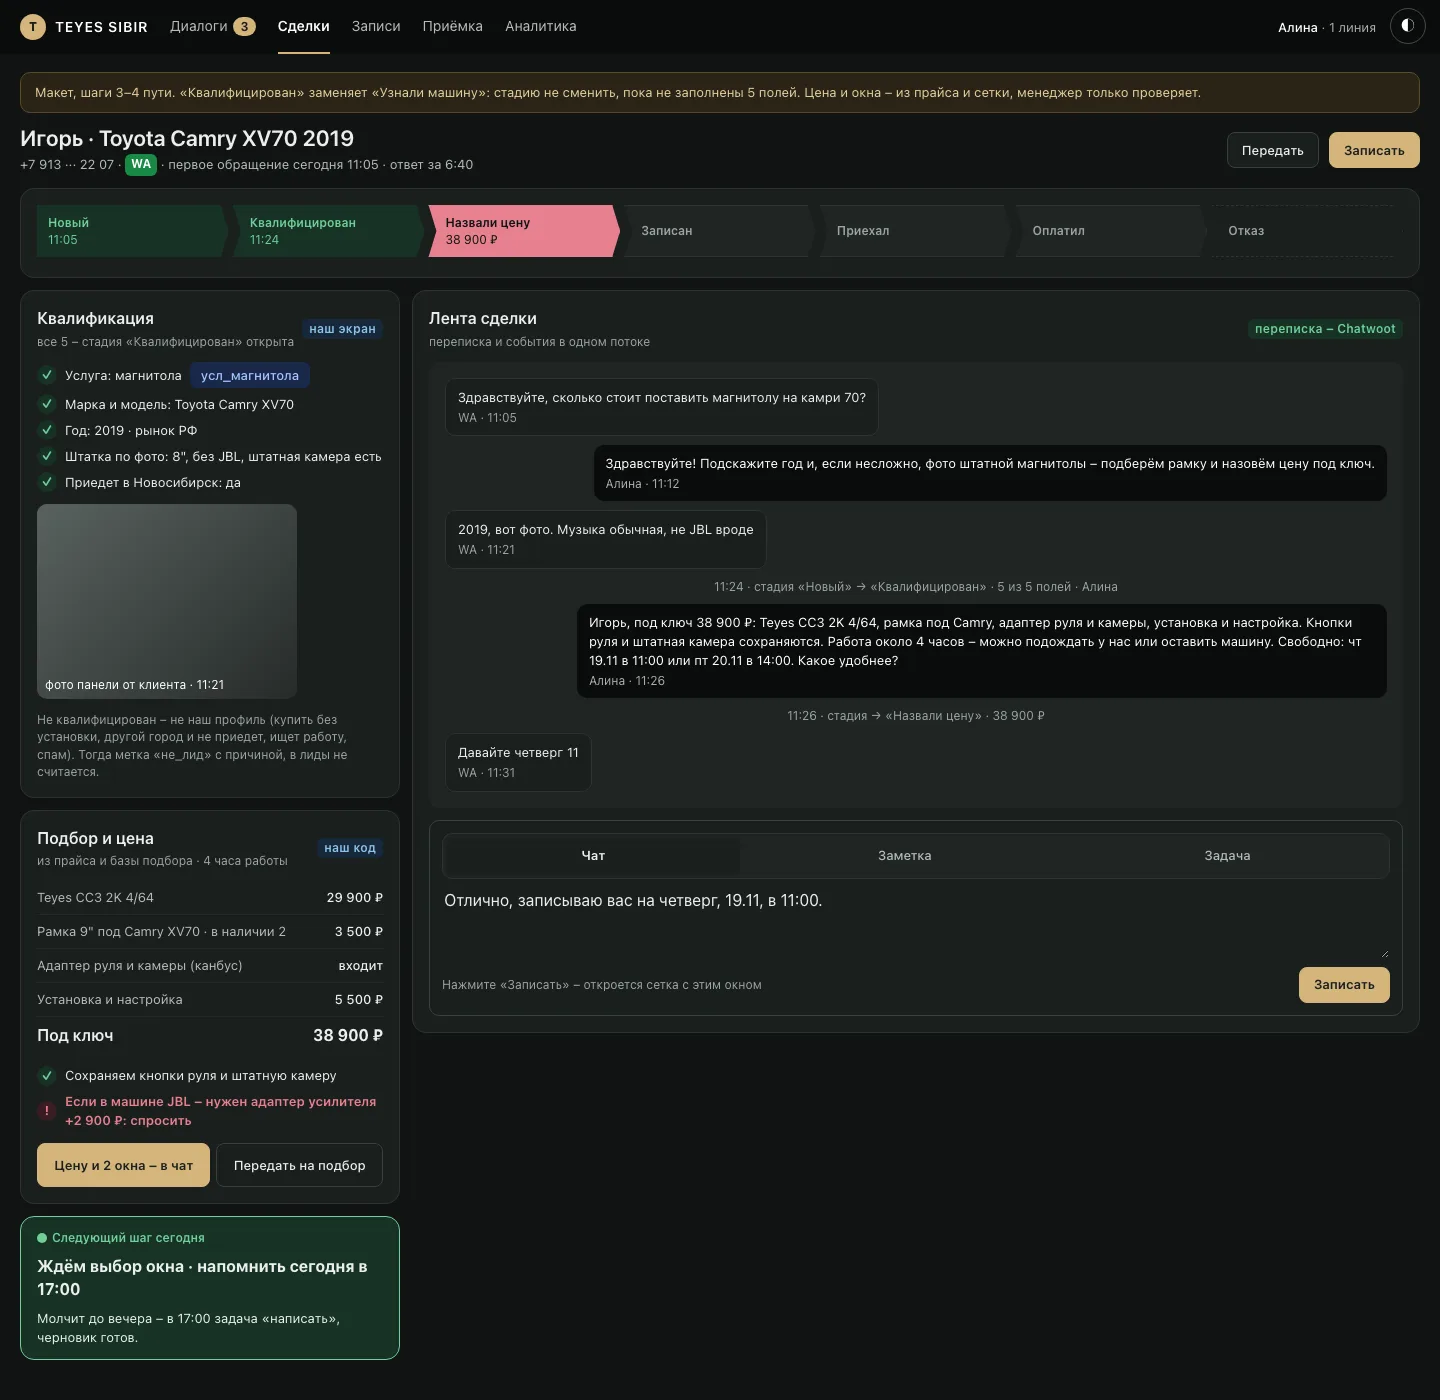 T TEYES SIBIR Диалоги 3 Сделки Записи Приёмка Аналитика Алина · 1 линия
Макет, шаги 3–4 пути. «Квалифицирован» заменяет «Узнали машину»: стадию не сменить, пока не заполнены 5 полей. Цена и окна – из прайса и сетки, менеджер только проверяет.
Игорь · Toyota Camry XV70 2019
+7 913 ··· 22 07 · WA · первое обращение сегодня 11:05 · ответ за 6:40
Передать Записать
Новый
11:05
Квалифицирован
11:24
Назвали цену
38 900 ₽
Записан
Приехал
Оплатил
Отказ
Квалификация
все 5 – стадия «Квалифицирован» открыта
наш экран
Услуга: магнитола усл_магнитола
Марка и модель: Toyota Camry XV70
Год: 2019 · рынок РФ
Штатка по фото: 8", без JBL, штатная камера есть
Приедет в Новосибирск: да
фото панели от клиента · 11:21
Не квалифицирован – не наш профиль (купить без
установки, другой город и не приедет, ищет работу,
спам). Тогда метка «не_лид» с причиной, в лиды не
считается.
Подбор и цена
из прайса и базы подбора · 4 часа работы
наш код
Teyes CC3 2K 4/64 29 900 ₽
Рамка 9" под Camry XV70 · в наличии 2 3 500 ₽
Адаптер руля и камеры (канбус) входит
Установка и настройка 5 500 ₽
Под ключ 38 900 ₽
Сохраняем кнопки руля и штатную камеру
! Если в машине JBL – нужен адаптер усилителя
+2 900 ₽: спросить
Цену и 2 окна – в чат Передать на подбор
Следующий шаг сегодня
Ждём выбор окна · напомнить сегодня в
17:00
Молчит до вечера – в 17:00 задача «написать»,
черновик готов.
Лента сделки
переписка и события в одном потоке
переписка – Chatwoot
Здравствуйте, сколько стоит поставить магнитолу на камри 70?
WA · 11:05
Здравствуйте! Подскажите год и, если несложно, фото штатной магнитолы – подберём рамку и назовём цену под ключ.
Алина · 11:12
2019, вот фото. Музыка обычная, не JBL вроде
WA · 11:21
11:24 · стадия «Новый» → «Квалифицирован» · 5 из 5 полей · Алина
Игорь, под ключ 38 900 ₽: Teyes CC3 2K 4/64, рамка под Camry, адаптер руля и камеры, установка и настройка. Кнопки
руля и штатная камера сохраняются. Работа около 4 часов – можно подождать у нас или оставить машину. Свободно: чт
19.11 в 11:00 или пт 20.11 в 14:00. Какое удобнее?
Алина · 11:26
11:26 · стадия → «Назвали цену» · 38 900 ₽
Давайте четверг 11
WA · 11:31
Чат Заметка Задача
Отлично, записываю вас на четверг, 19.11, в 11:00.
Нажмите «Записать» – откроется сетка с этим окном
Записать